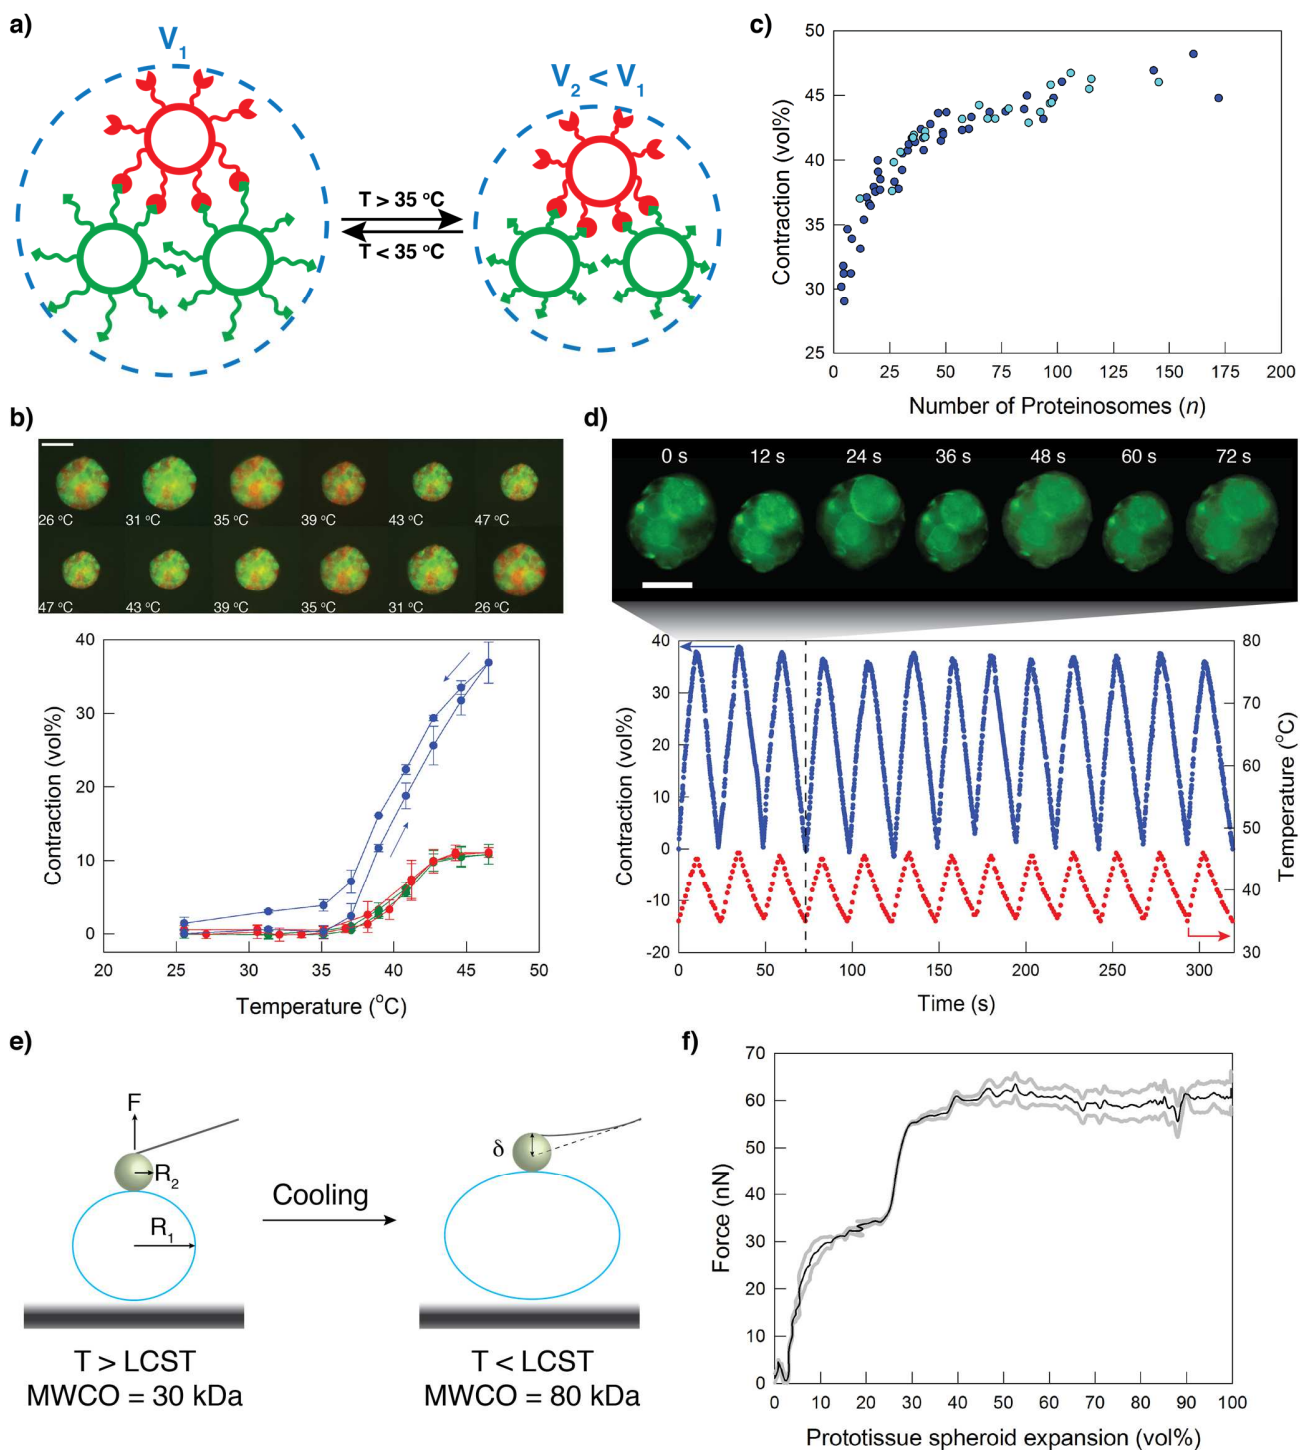 a)
V1
V2 < V1
T > 35 °C
T < 35 °C
c)
50
45
40
35
30
25
0 25 50 75 100 125 150 175 200
Contraction (vol%)
Number of Proteinosomes (n)
b)
26 °C 31 °C 35 °C 39 °C 43 °C 47 °C
47 °C 43 °C 39 °C 35 °C 31 °C 26 °C
40
30
20
10
0
20 25 30 35 40 45 50
Contraction (vol%)
Temperature (°C)
d)
0 s 12 s 24 s 36 s 48 s 60 s 72 s
40
30
20
10
0
-10
-20
80
70
60
50
40
30
0 50 100 150 200 250 300
Contraction (vol%)
Temperature (°C)
Time (s)
e)
F
R2
R1
Cooling
δ
T > LCST
MWCO = 30 kDa
T < LCST
MWCO = 80 kDa
f)
70
60
50
40
30
20
10
0
0 10 20 30 40 50 60 70 80 90 100
Force (nN)
Prototissue spheroid expansion (vol%)